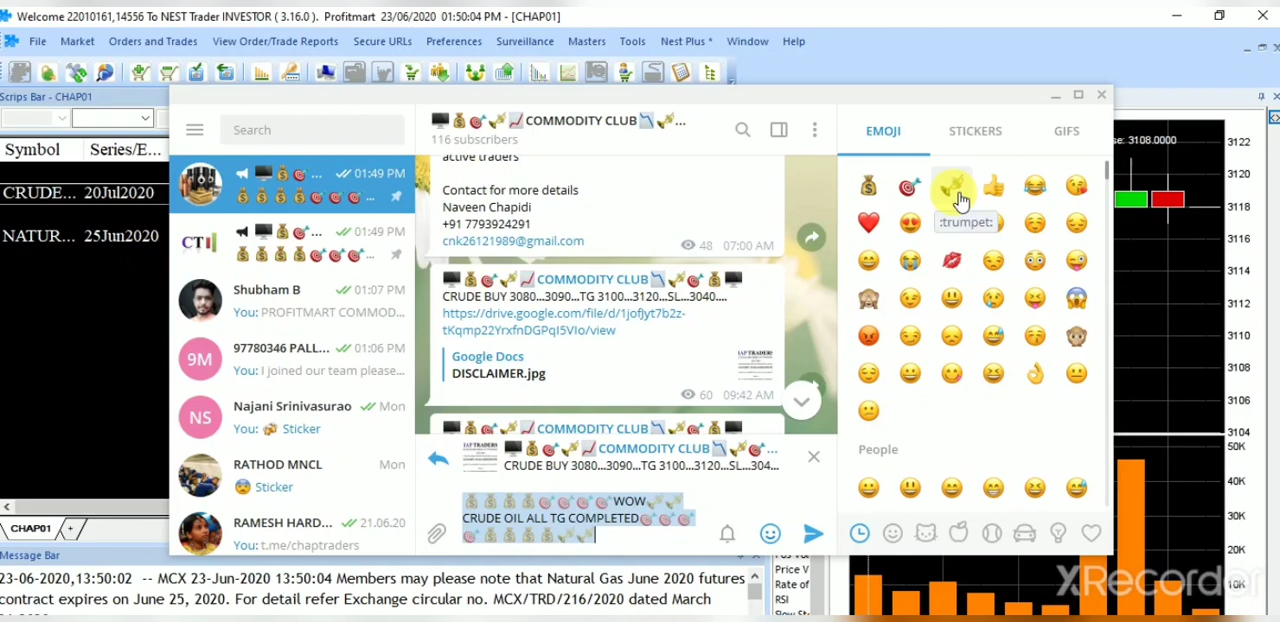 Welcome 22010161,14556 To NEST Trader INVESTOR ( 3.16.0 ). Profitmart 23/06/2020 01:50:04 PM - [CHAP01]
File Market Orders and Trades View Order/Trade Reports Secure URLs Preferences Surveillance Masters Tools Nest Plus * Window Help
Scrips Bar - CHAP01
Symbol Series/E...
CRUDE... 20Jul2020
NATUR... 25Jun2020
CHAP01 +
Search
01:49 PM
...
CTI
01:49 PM
...
Shubham B 01:07 PM
You: PROFITMART COMMOD...
9M
97780346 PALL... 01:06 PM
You: I joined our team please...
NS
Najani Srinivasurao Mon
You: 🎉 Sticker
RATHOD MNCL Mon
😨 Sticker
RAMESH HARD... 21.06.20
You: t.me/chaptraders
🖥💰🎯🎺📈COMMODITY CLUB📉🎺...
116 subscribers
active traders
Contact for more details
Naveen Chapidi
+91 7793924291
cnk26121989@gmail.com
48 07:00 AM
🖥💰🎯🎺📈COMMODITY CLUB📉🎺🎯💰🖥
CRUDE BUY 3080...3090...TG 3100...3120...SL...3040....
https://drive.google.com/file/d/1jofJyt7b2z-
tKqmp22YrxfnDGPqI5VIo/view
Google Docs
DISCLAIMER.jpg
60 09:42 AM
🖥💰🎯🎺📈COMMODITY CLUB📉🎺🎯💰🖥
🖥💰🎯🎺📈COMMODITY CLUB📉🎺🎯...
CRUDE BUY 3080...3090...TG 3100...3120...SL...304...
💰💰💰💰🎯🎯🎯🎯WOW🎺🎺
CRUDE OIL ALL TG COMPLETED🎯🎯🎯
🎯💰💰💰💰🎺🎺
EMOJI STICKERS GIFS
:trumpet:
People
se: 3108.0000
3122
3120
3118
3116
3114
3112
3110
3108
3106
3104
50K
40K
30K
20K
10K
Price V
Rate of
RSI
Message Bar
23-06-2020,13:50:02 -- MCX 23-Jun-2020 13:50:04 Members may please note that Natural Gas June 2020 futures
contract expires on June 25, 2020. For detail refer Exchange circular no. MCX/TRD/216/2020 dated March
XRecorder